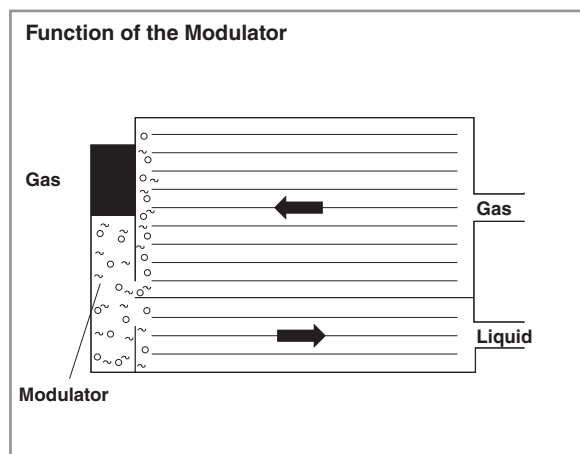 Function of the Modulator
Gas
Gas
Liquid
Modulator